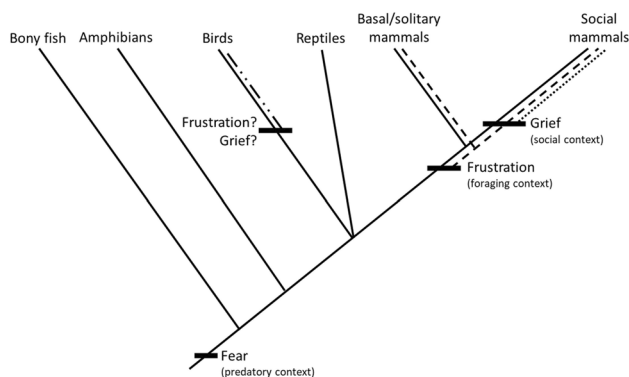 Bony fish
Amphibians
Birds
Reptiles
Basal/solitary
mammals
Social
mammals
Frustration?
Grief?
Grief
(social context)
Frustration
(foraging context)
Fear
(predatory context)